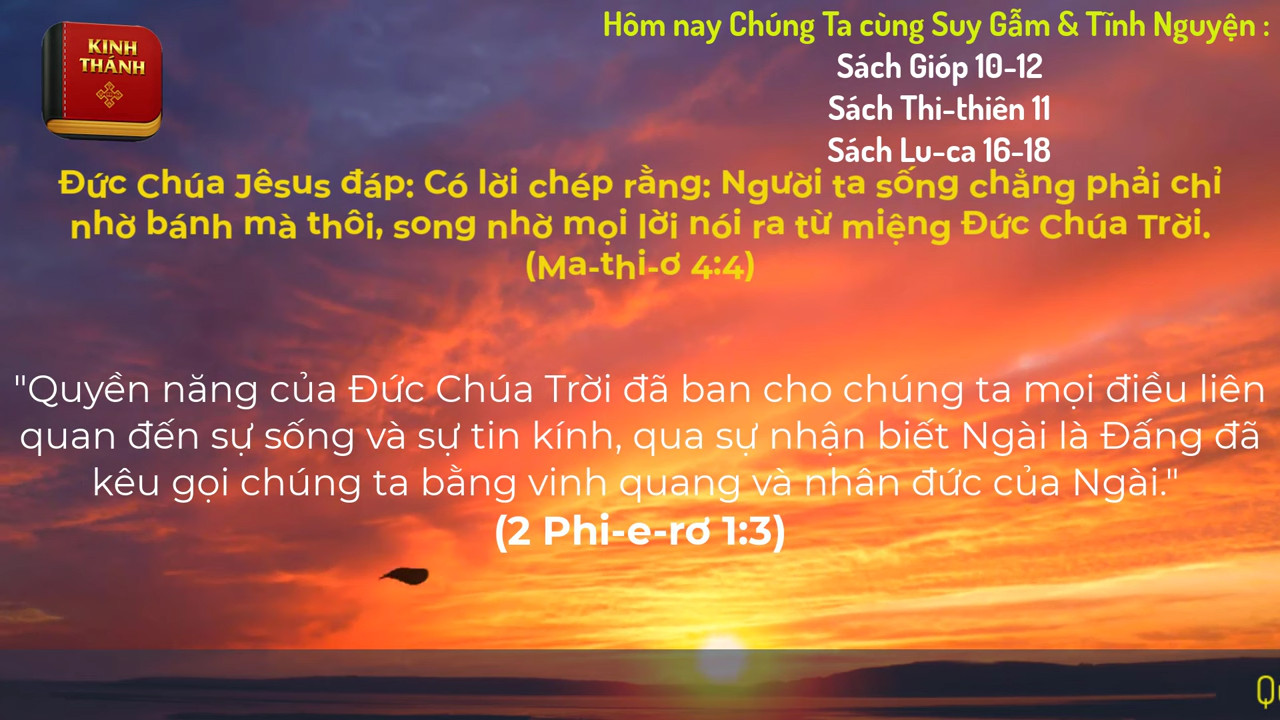 KINH
THÁNH
Hôm nay Chúng Ta cùng Suy Gẫm & Tĩnh Nguyện :
Sách Gióp 10-12
Sách Thi-thiên 11
Sách Lu-ca 16-18
Đức Chúa Jêsus đáp: Có lời chép rằng: Người ta sống chẳng phải chỉ
nhờ bánh mà thôi, song nhờ mọi lời nói ra từ miệng Đức Chúa Trời.
(Ma-thi-ơ 4:4)
"Quyền năng của Đức Chúa Trời đã ban cho chúng ta mọi điều liên
quan đến sự sống và sự tin kính, qua sự nhận biết Ngài là Đấng đã
kêu gọi chúng ta bằng vinh quang và nhân đức của Ngài."
(2 Phi-e-rơ 1:3)